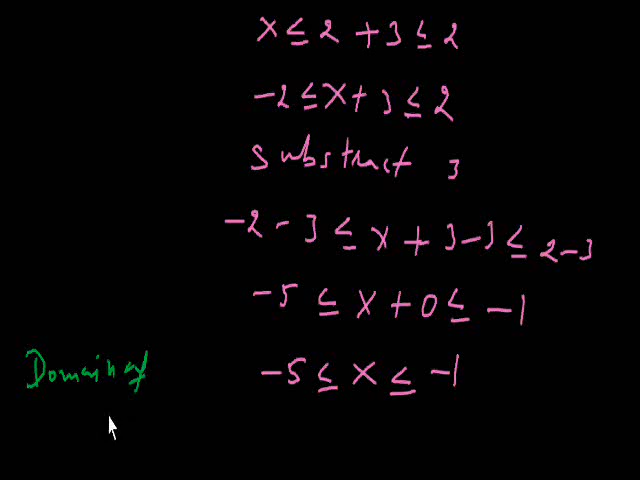 x ≤ 2 + 3 ≤ 2
-2 ≤ x + 3 ≤ 2
substract 3
-2 - 3 ≤ x + 3 - 3 ≤ 2 - 3
-5 ≤ x + 0 ≤ -1
-5 ≤ x ≤ -1
Domain of